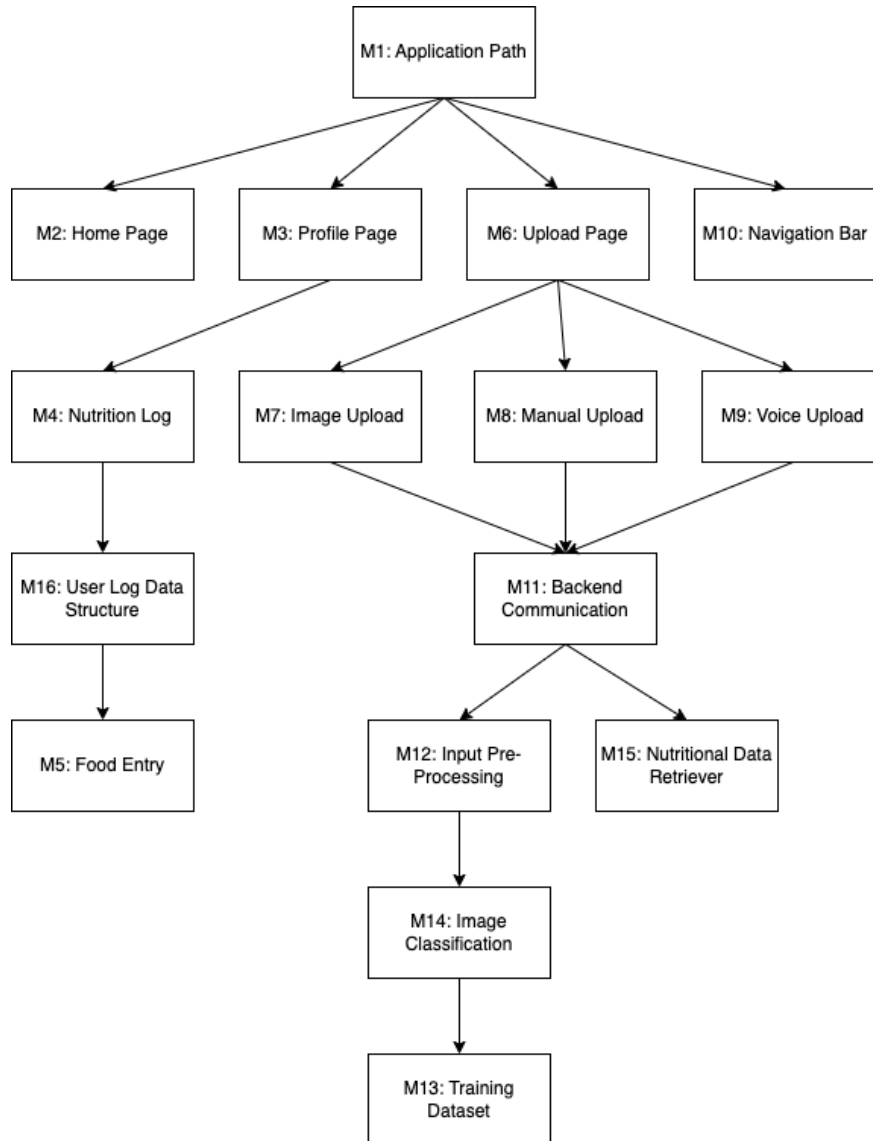 M1: Application Path
M2: Home Page
M3: Profile Page
M6: Upload Page
M10: Navigation Bar
M4: Nutrition Log
M7: Image Upload
M8: Manual Upload
M9: Voice Upload
M16: User Log Data
Structure
M11: Backend
Communication
M5: Food Entry
M12: Input Pre-
Processing
M15: Nutritional Data
Retriever
M14: Image
Classification
M13: Training
Dataset